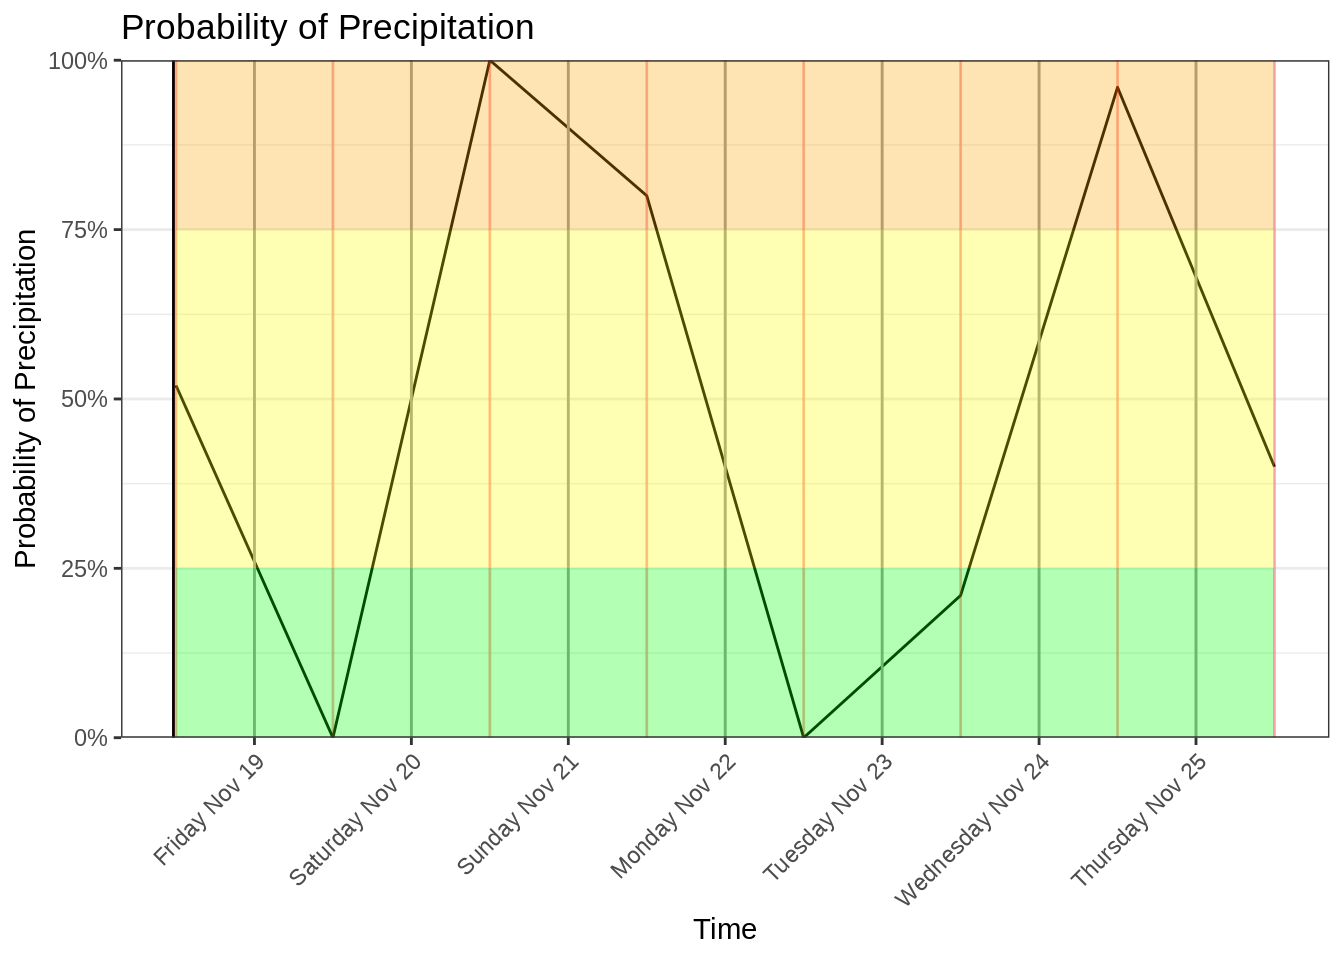 Probability of Precipitation
Probability of Precipitation
100%
75%
50%
25%
0%
Friday Nov 19
Saturday Nov 20
Sunday Nov 21
Monday Nov 22
Tuesday Nov 23
Wednesday Nov 24
Thursday Nov 25
Time